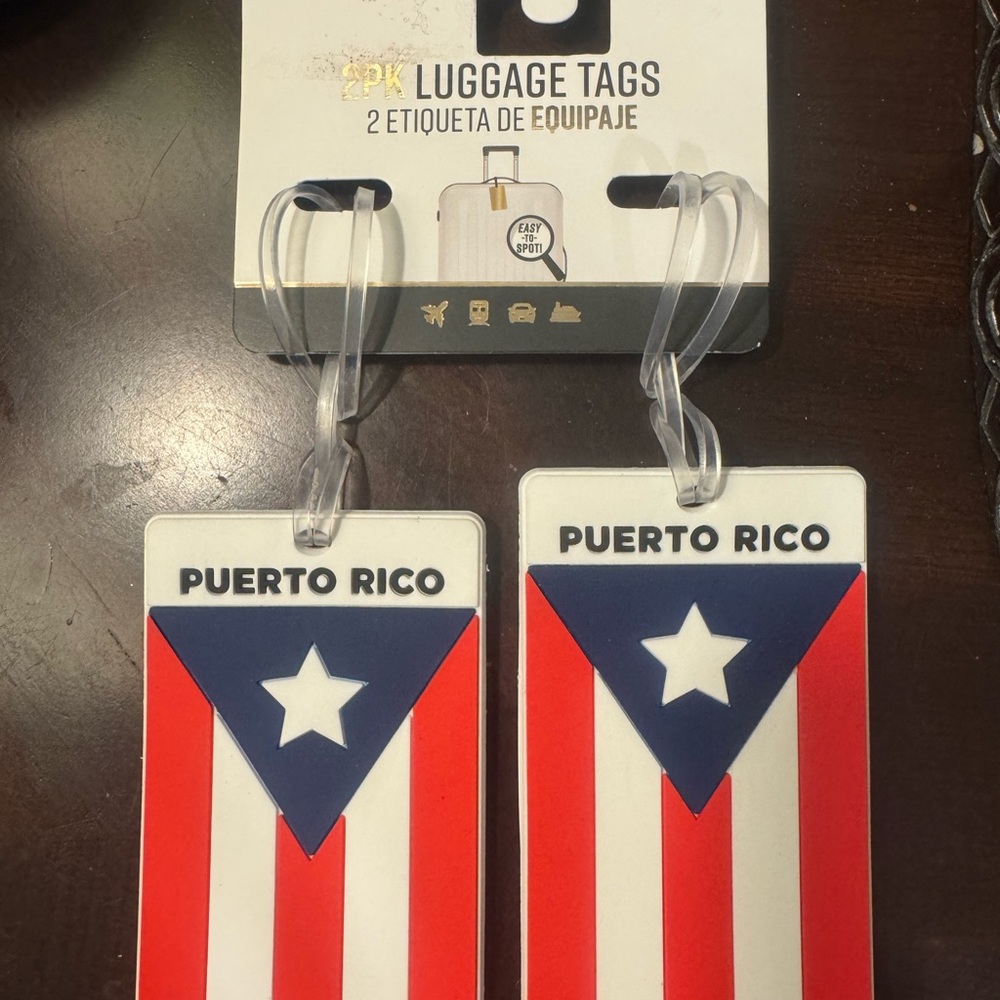 2PK LUGGAGE TAGS
2 ETIQUETA DE EQUIPAJE
EASY
-TO-
SPOT!
PUERTO RICO
PUERTO RICO